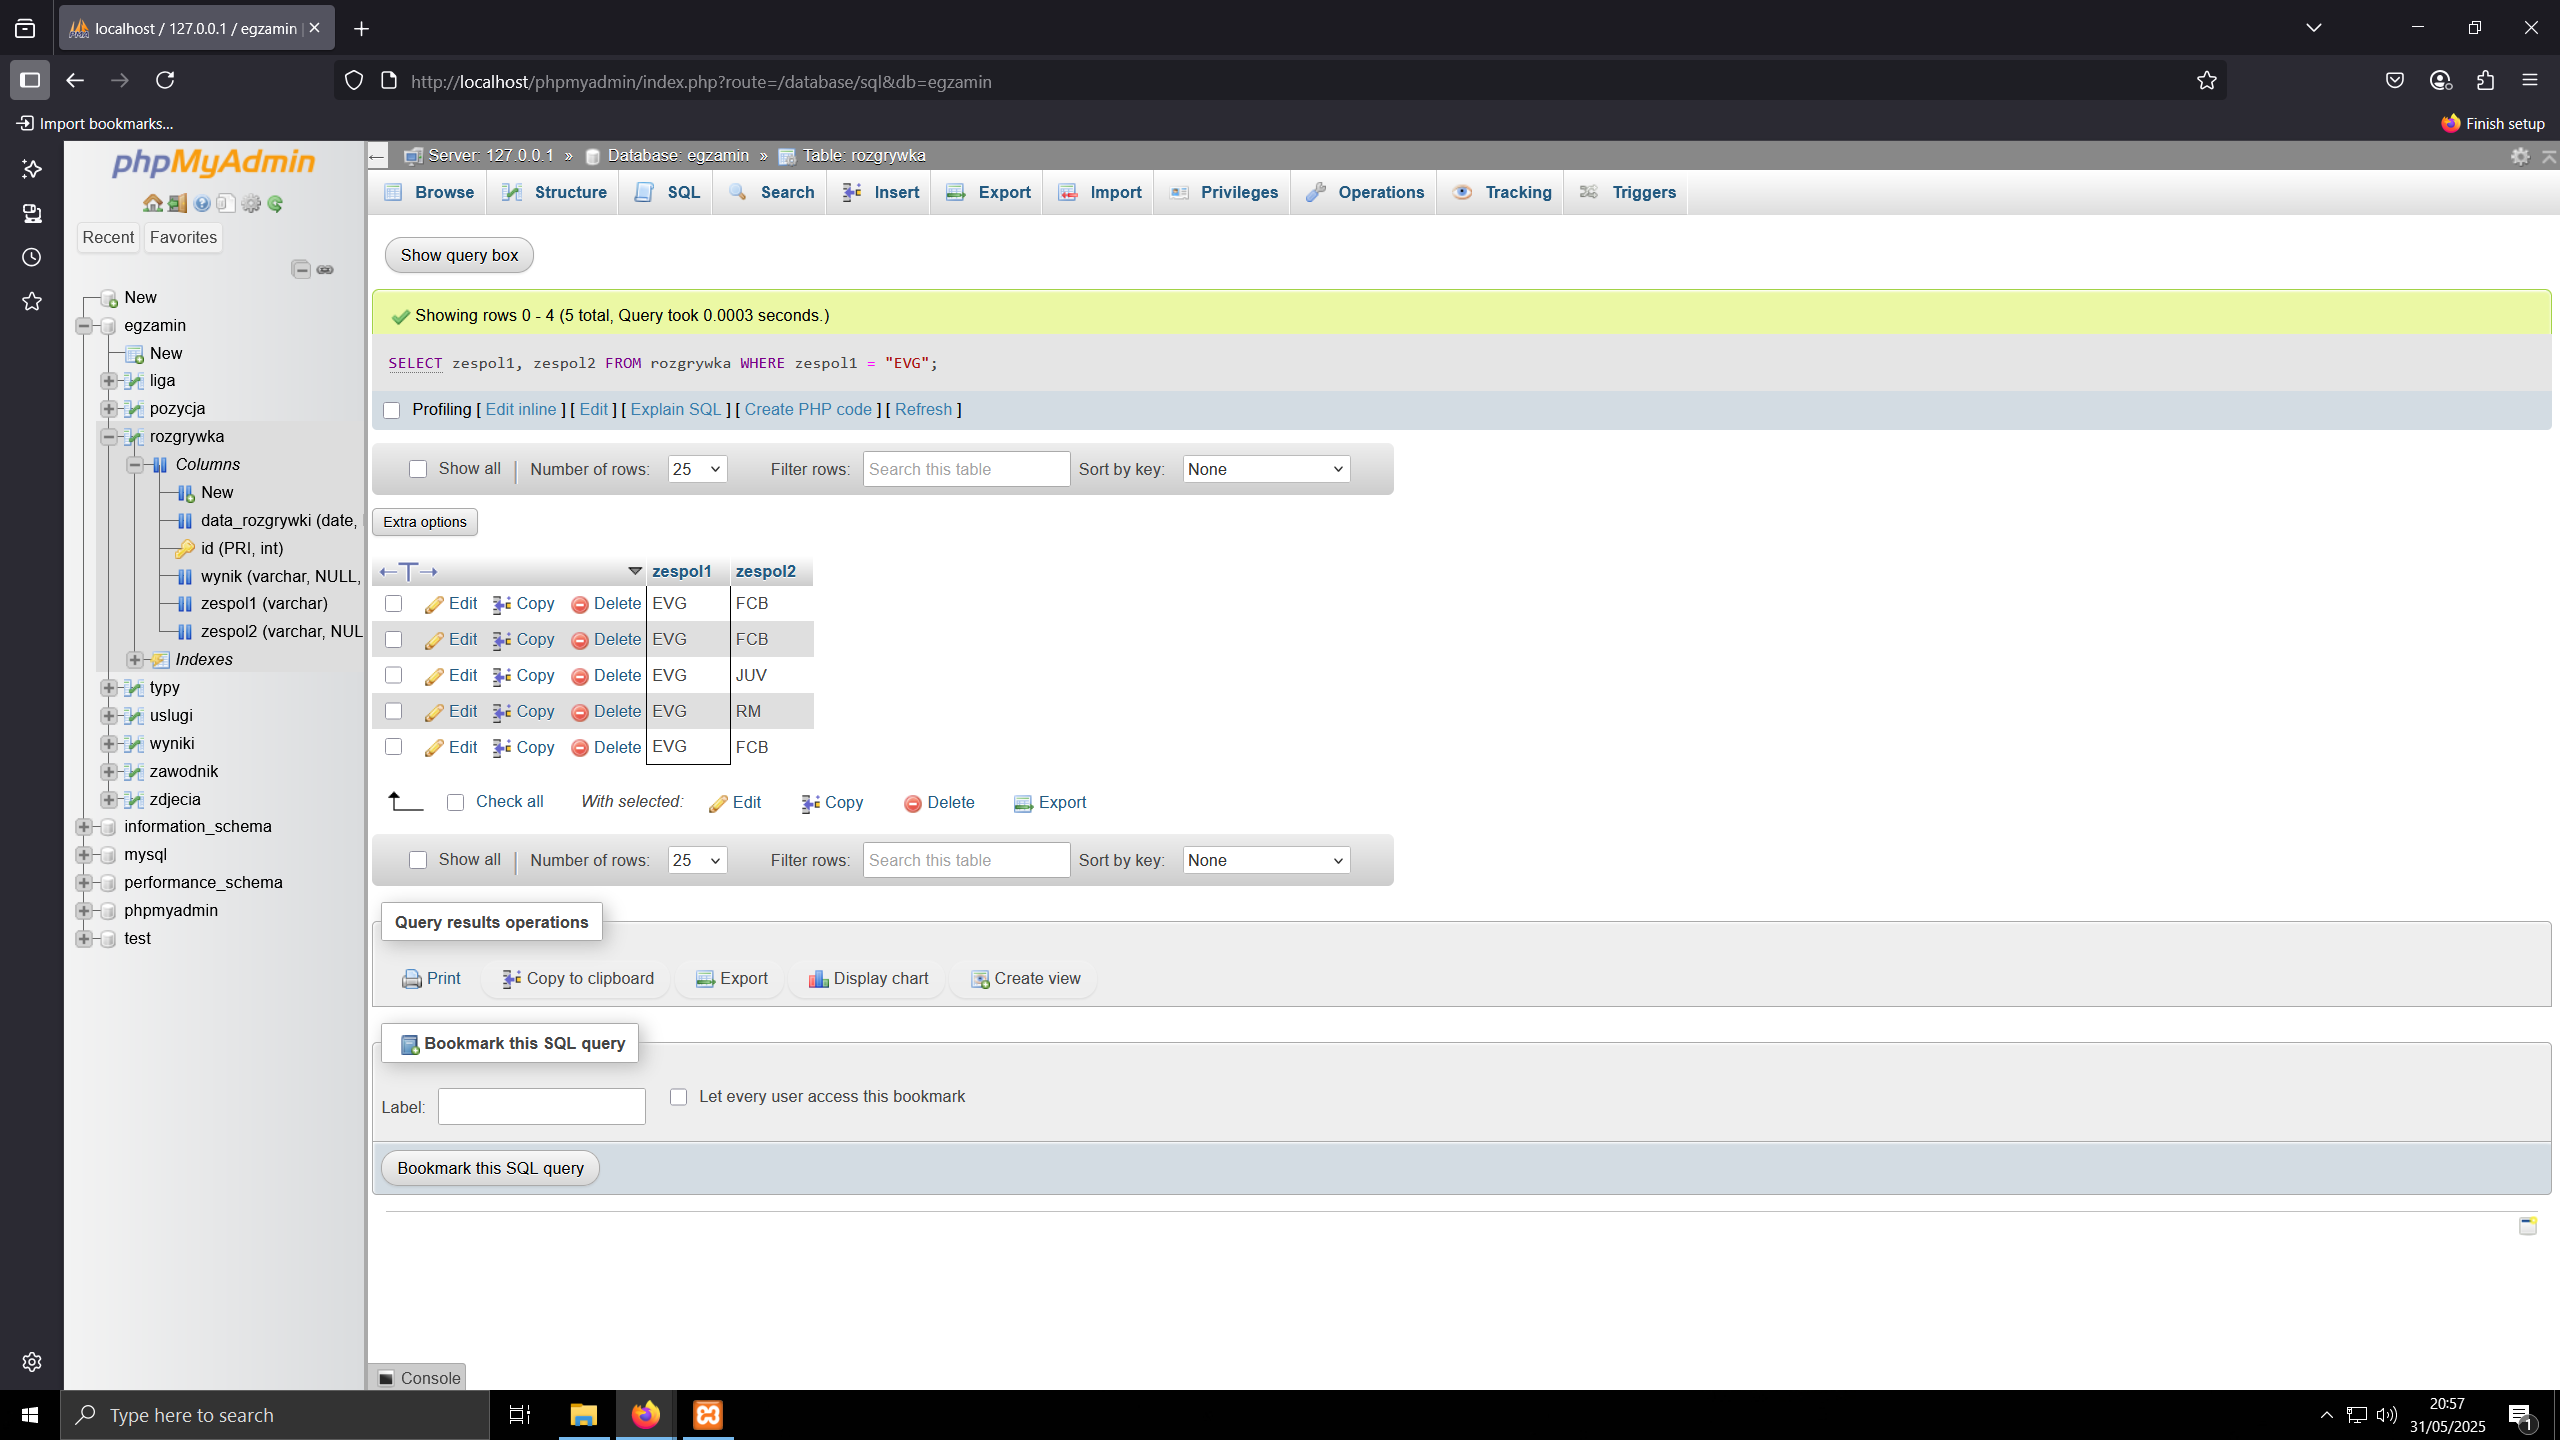 localhost / 127.0.0.1 / egzamin |
http://localhost/phpmyadmin/index.php?route=/database/sql&db=egzamin
Import bookmarks...
Finish setup
phpMyAdmin
Recent
Favorites
New
egzamin
New
liga
pozycja
rozgrywka
Columns
New
data_rozgrywki (date,
id (PRI, int)
wynik (varchar, NULL,
zespol1 (varchar)
zespol2 (varchar, NUL
Indexes
typy
uslugi
wyniki
zawodnik
zdjecia
information_schema
mysql
performance_schema
phpmyadmin
test
Server: 127.0.0.1 » Database: egzamin » Table: rozgrywka
Browse Structure SQL Search Insert Export Import Privileges Operations Tracking Triggers
Show query box
Showing rows 0 - 4 (5 total, Query took 0.0003 seconds.)
SELECT zespol1, zespol2 FROM rozgrywka WHERE zespol1 = "EVG";
Profiling [ Edit inline ] [ Edit ] [ Explain SQL ] [ Create PHP code ] [ Refresh ]
Show all | Number of rows: 25 Filter rows: Search this table Sort by key: None
Extra options
←T→ zespol1 zespol2
Edit Copy Delete EVG FCB
Edit Copy Delete EVG FCB
Edit Copy Delete EVG JUV
Edit Copy Delete EVG RM
Edit Copy Delete EVG FCB
Check all With selected: Edit Copy Delete Export
Show all | Number of rows: 25 Filter rows: Search this table Sort by key: None
Query results operations
Print Copy to clipboard Export Display chart Create view
Bookmark this SQL query
Label: Let every user access this bookmark
Bookmark this SQL query
Console
Type here to search
20:57
31/05/2025
1